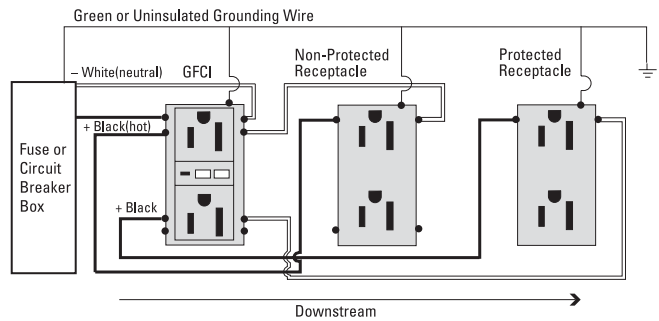 Green or Uninsulated Grounding Wire
– White(neutral)
GFCI
Non-Protected
Receptacle
Protected
Receptacle
+ Black(hot)
Fuse or
Circuit
Breaker
Box
+ Black
Downstream